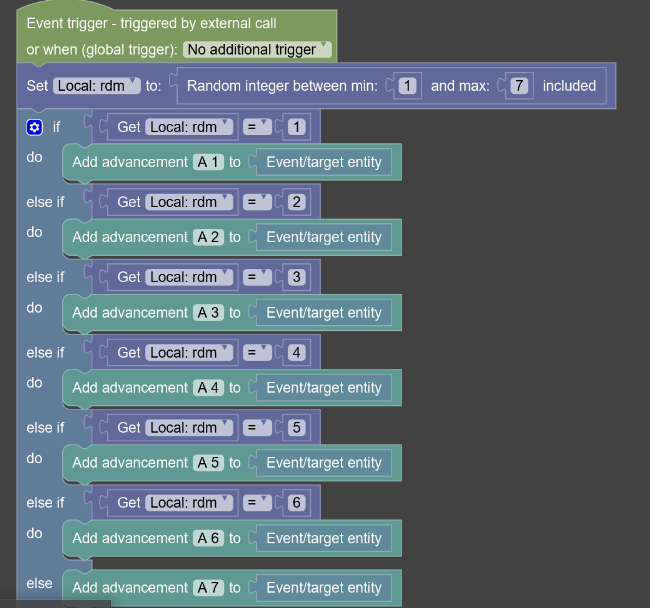 Event trigger - triggered by external call
or when (global trigger): No additional trigger
Set Local: rdm to: Random integer between min: 1 and max: 7 included
if Get Local: rdm = 1
do Add advancement A 1 to Event/target entity
else if Get Local: rdm = 2
do Add advancement A 2 to Event/target entity
else if Get Local: rdm = 3
do Add advancement A 3 to Event/target entity
else if Get Local: rdm = 4
do Add advancement A 4 to Event/target entity
else if Get Local: rdm = 5
do Add advancement A 5 to Event/target entity
else if Get Local: rdm = 6
do Add advancement A 6 to Event/target entity
else Add advancement A 7 to Event/target entity